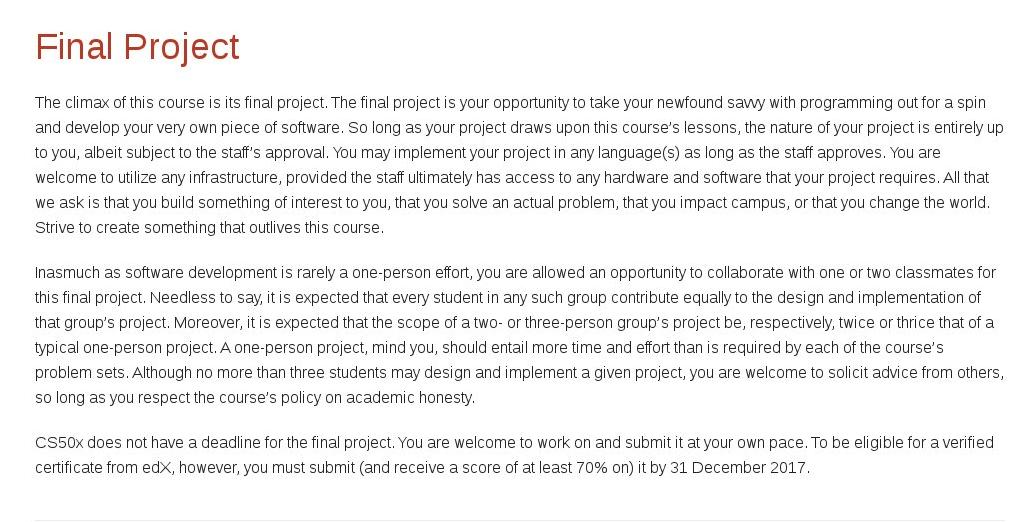 Final Project
The climax of this course is its final project. The final project is your opportunity to take your newfound savvy with programming out for a spin
and develop your very own piece of software. So long as your project draws upon this course's lessons, the nature of your project is entirely up
to you, albeit subject to the staff's approval. You may implement your project in any language(s) as long as the staff approves. You are
welcome to utilize any infrastructure, provided the staff ultimately has access to any hardware and software that your project requires. All that
we ask is that you build something of interest to you, that you solve an actual problem, that you impact campus, or that you change the world.
Strive to create something that outlives this course.
Inasmuch as software development is rarely a one-person effort, you are allowed an opportunity to collaborate with one or two classmates for
this final project. Needless to say, it is expected that every student in any such group contribute equally to the design and implementation of
that group's project. Moreover, it is expected that the scope of a two- or three-person group's project be, respectively, twice or thrice that of a
typical one-person project. A one-person project, mind you, should entail more time and effort than is required by each of the course's
problem sets. Although no more than three students may design and implement a given project, you are welcome to solicit advice from others,
so long as you respect the course's policy on academic honesty.
CS50x does not have a deadline for the final project. You are welcome to work on and submit it at your own pace. To be eligible for a verified
certificate from edX, however, you must submit (and receive a score of at least 70% on) it by 31 December 2017.